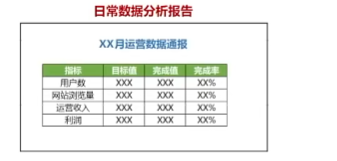 日常数据分析报告
XX月运营数据通报
指标 目标值 完成值 完成率
用户数 XXX XXX XX%
网站浏览量 XXX XXX XX%
运营收入 XXX XXX XX%
利润 XXX XXX XX%